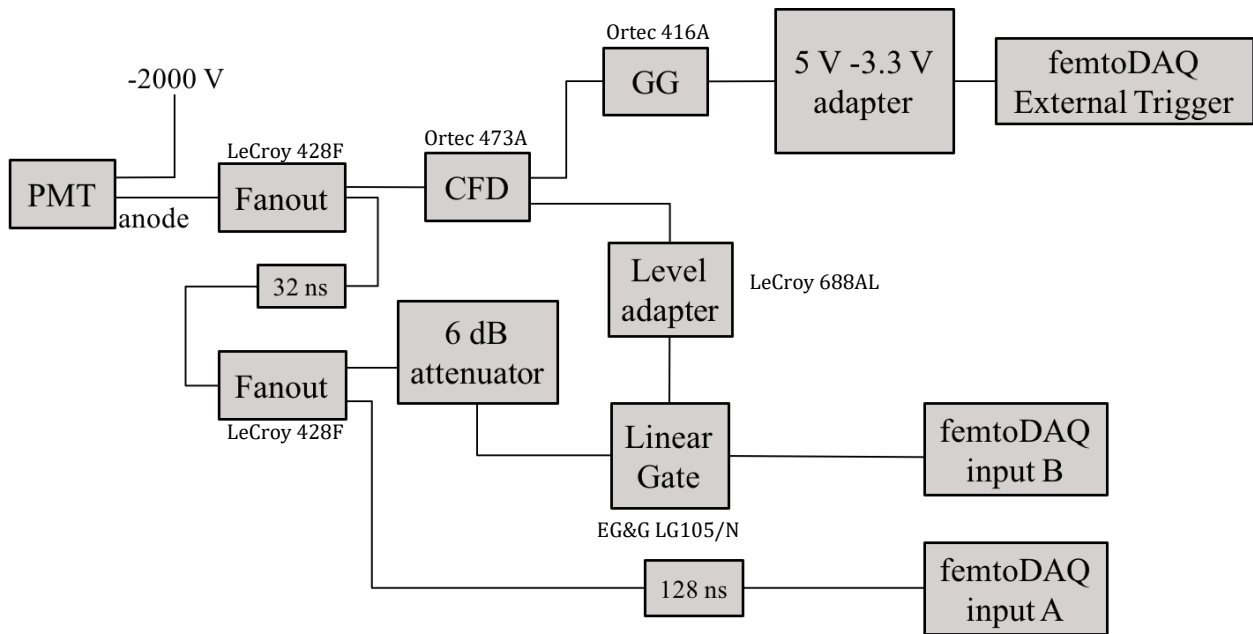 Ortec 416A
-2000 V
GG
5 V -3.3 V
adapter
femtoDAQ
External Trigger
LeCroy 428F
Ortec 473A
PMT
anode
Fanout
CFD
32 ns
Level
adapter
LeCroy 688AL
6 dB
attenuator
Fanout
LeCroy 428F
Linear
Gate
EG&G LG105/N
femtoDAQ
input B
128 ns
femtoDAQ
input A